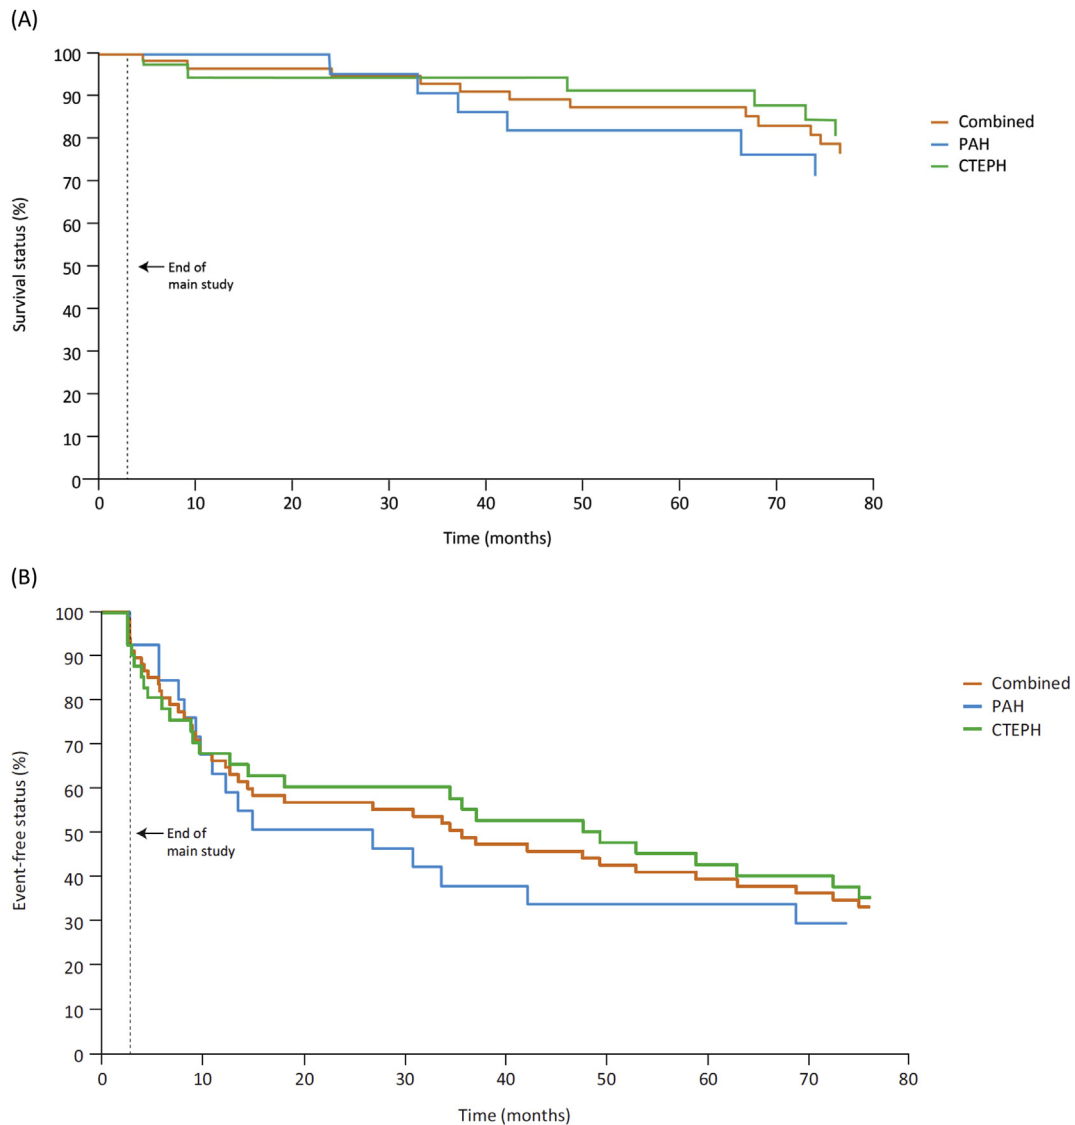 (A)
100
90
80
70
60
50
40
30
20
10
0
Survival status (%)
End of
main study
0 10 20 30 40 50 60 70 80
Time (months)
Combined
PAH
CTEPH
(B)
100
90
80
70
60
50
40
30
20
10
0
Event-free status (%)
End of
main study
0 10 20 30 40 50 60 70 80
Time (months)
Combined
PAH
CTEPH